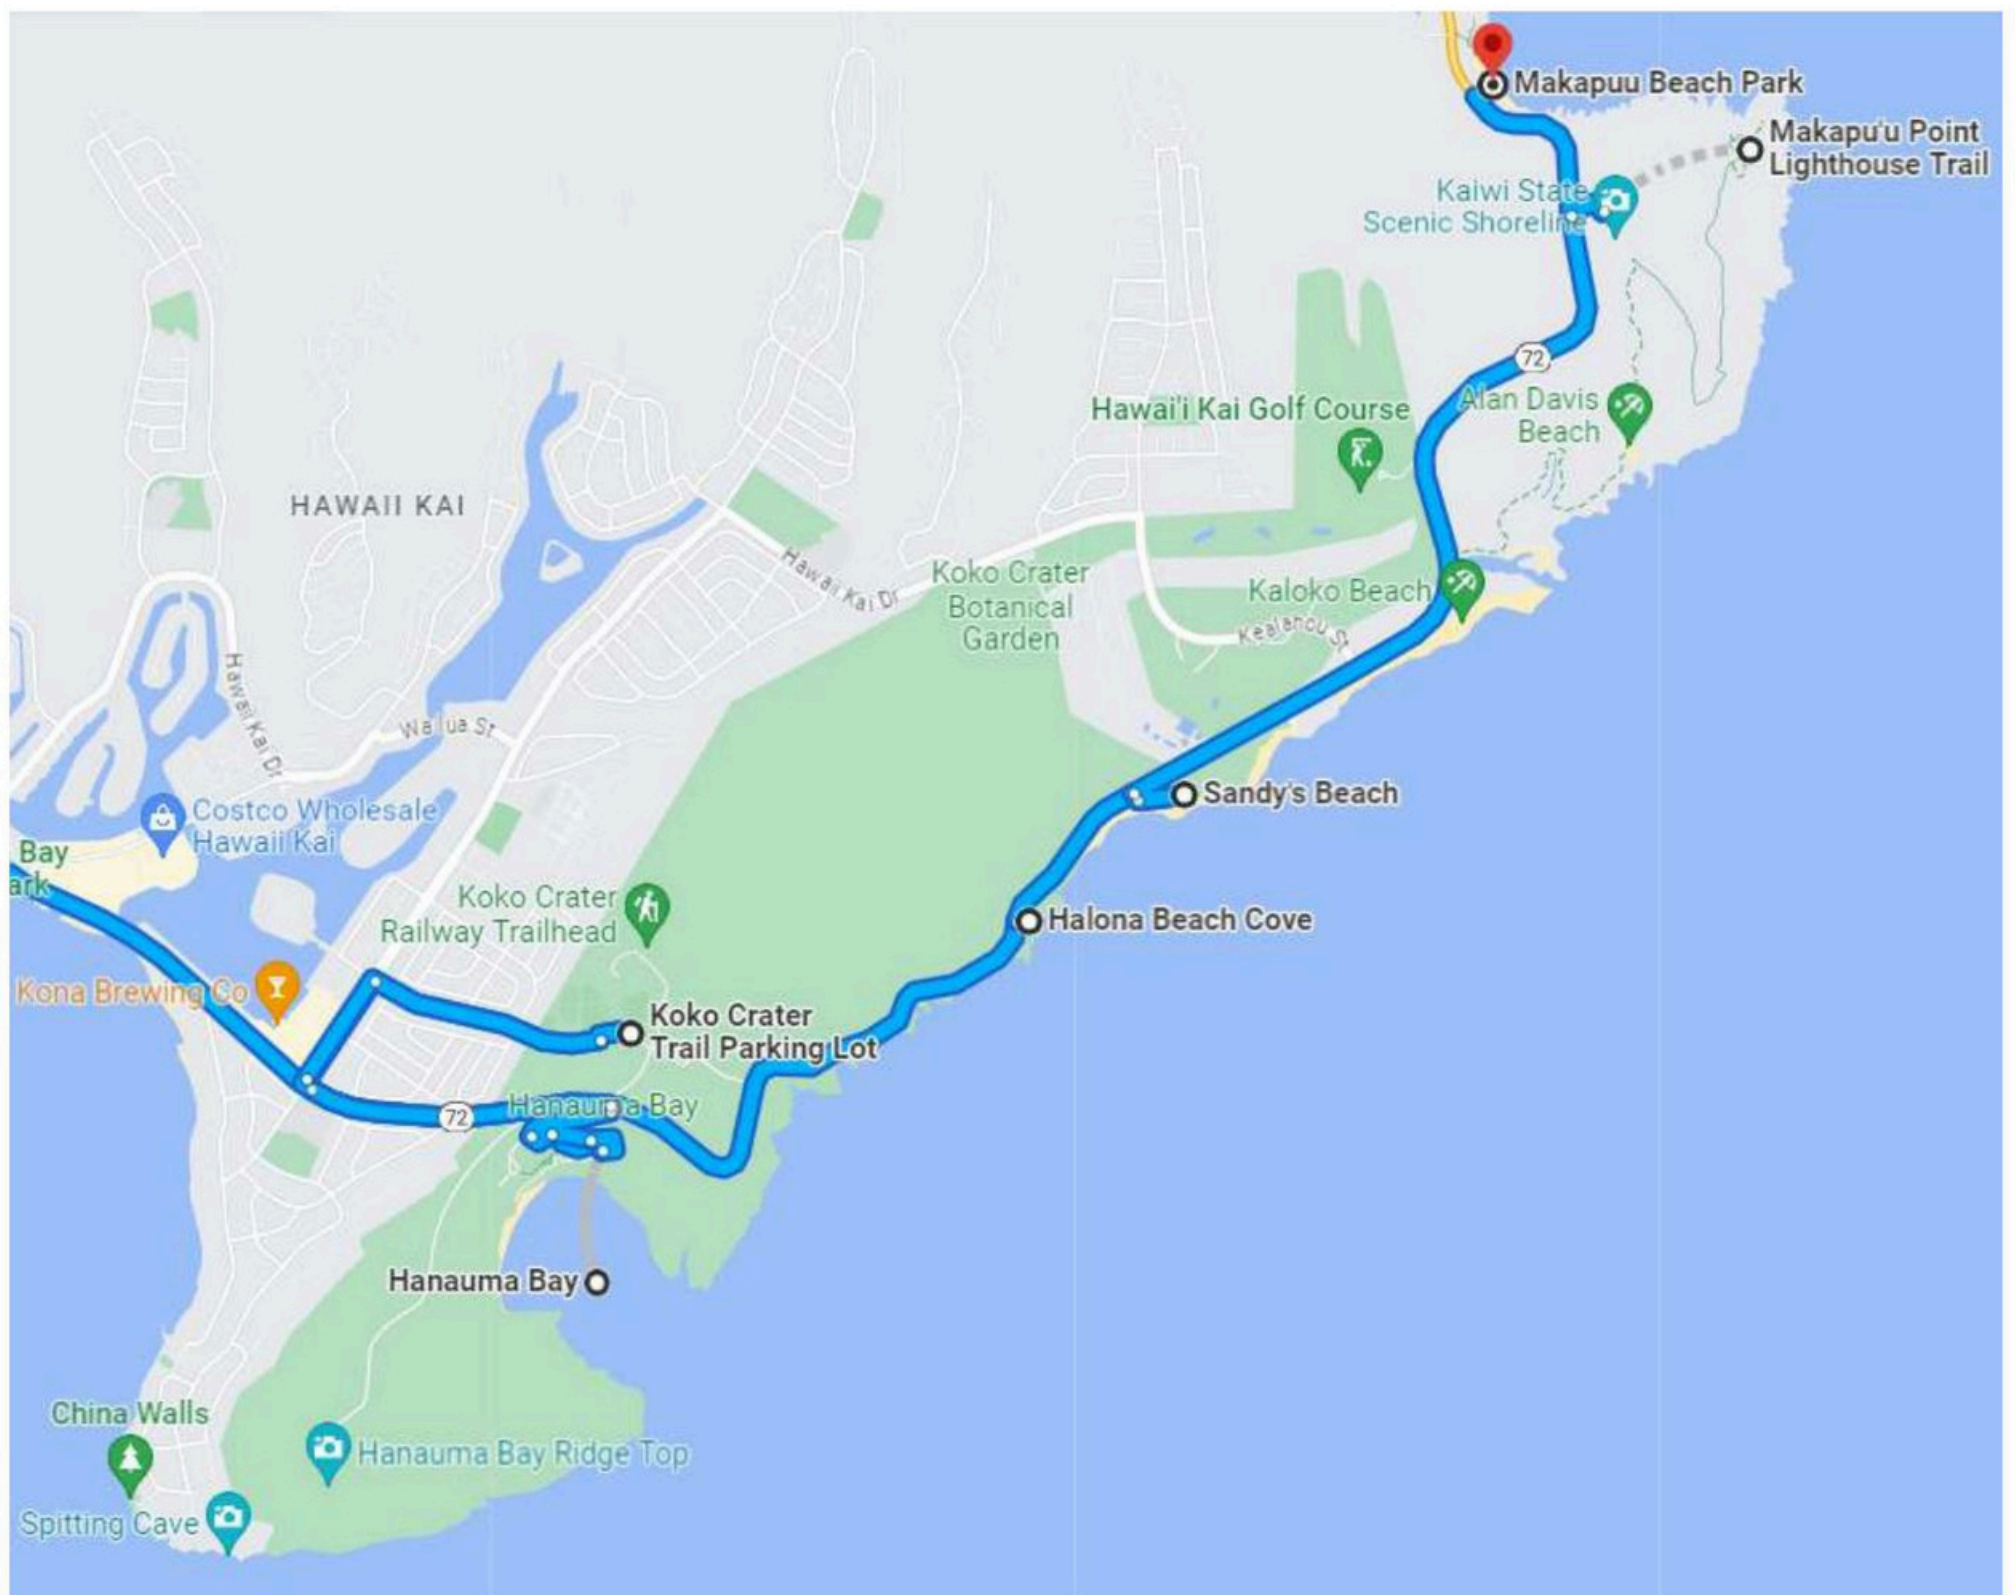 Makapuu Beach Park
Makapu'u Point
Lighthouse Trail
Kaiwi State
Scenic Shoreline
72
Hawai'i Kai Golf Course
Alan Davis
Beach
HAWAII KAI
Hawaii Kai Dr
Koko Crater
Botanical
Garden
Kaloko Beach
Kealahou St
Hawaii Kai Dr
Wailua St
Sandy's Beach
Costco Wholesale
Hawaii Kai
Bay
ark
Koko Crater
Railway Trailhead
Halona Beach Cove
Kona Brewing Co
Koko Crater
Trail Parking Lot
72
Hanauma Bay
Hanauma Bay
China Walls
Hanauma Bay Ridge Top
Spitting Cave